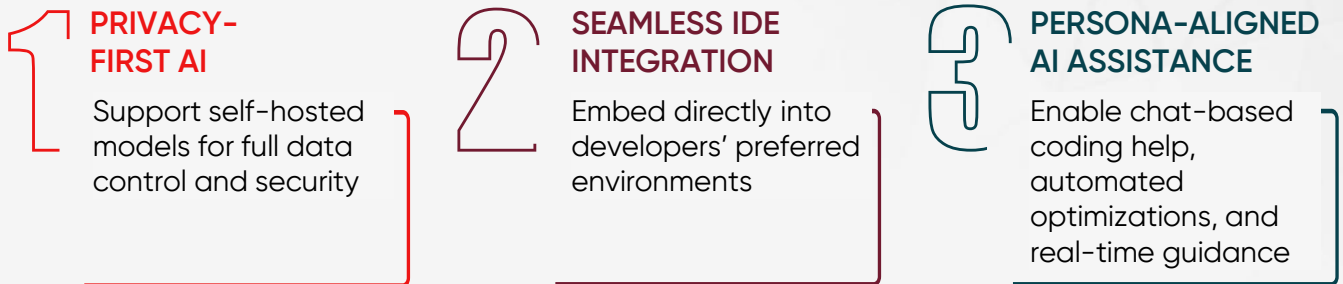 1
PRIVACY-
FIRST AI
Support self-hosted
models for full data
control and security
2
SEAMLESS IDE
INTEGRATION
Embed directly into
developers’ preferred
environments
3
PERSONA-ALIGNED
AI ASSISTANCE
Enable chat-based
coding help,
automated
optimizations, and
real-time guidance